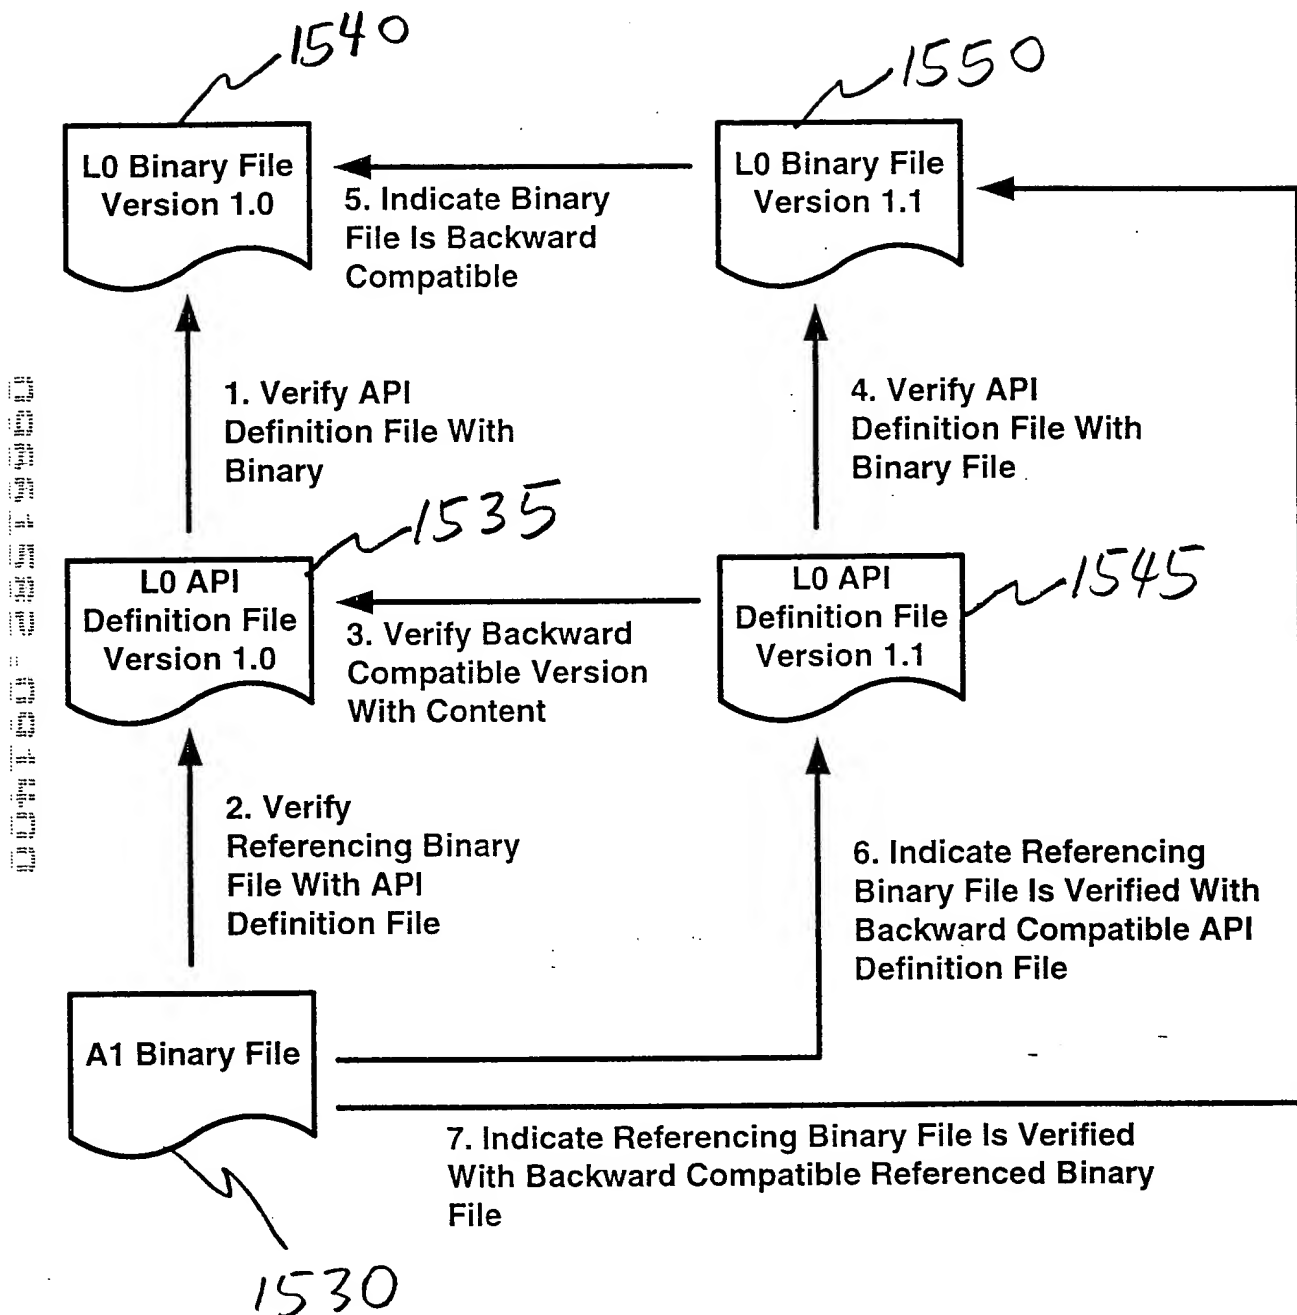 1540
1550
L0 Binary File
Version 1.0
L0 Binary File
Version 1.1
5. Indicate Binary
File Is Backward
Compatible
1. Verify API
Definition File With
Binary
4. Verify API
Definition File With
Binary File
1535
1545
L0 API
Definition File
Version 1.0
L0 API
Definition File
Version 1.1
3. Verify Backward
Compatible Version
With Content
2. Verify
Referencing Binary
File With API
Definition File
6. Indicate Referencing
Binary File Is Verified With
Backward Compatible API
Definition File
A1 Binary File
7. Indicate Referencing Binary File Is Verified
With Backward Compatible Referenced Binary
File
1530